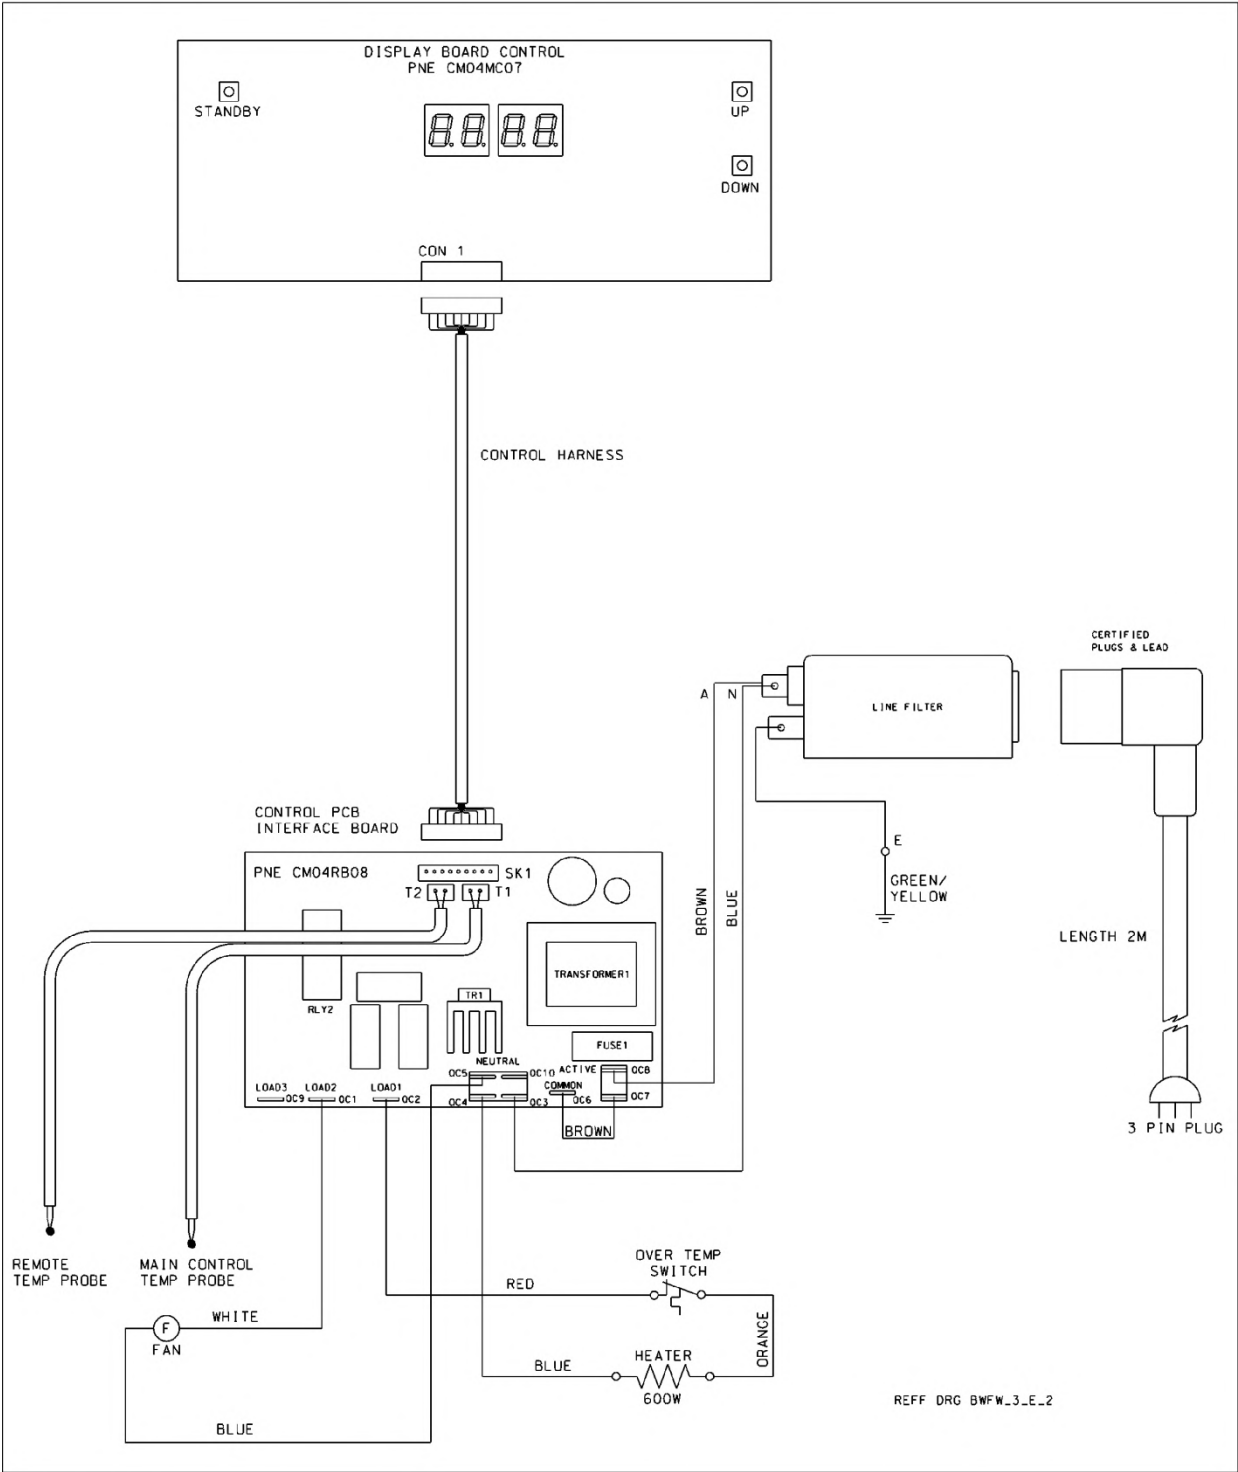 DISPLAY BOARD CONTROL
PNE CM04MC07
STANDBY
UP
DOWN
CON 1
CONTROL HARNESS
CERTIFIED
PLUGS & LEAD
A N
LINE FILTER
CONTROL PCB
INTERFACE BOARD
E
GREEN/
YELLOW
PNE CM04RB08
SK1
T2 T1
BROWN
BLUE
LENGTH 2M
TRANSFORMER1
TR1
RLY2
FUSE1
NEUTRAL
OC5 OC10 ACTIVE OC8
LOAD3 LOAD2 LOAD1 COMMON
OC9 OC1 OC2 OC4 OC3 OC6 OC7
BROWN
3 PIN PLUG
REMOTE
TEMP PROBE
MAIN CONTROL
TEMP PROBE
OVER TEMP
SWITCH
RED
WHITE
F
FAN
ORANGE
HEATER
BLUE
600W
REFF DRG BWFW_3_E_2
BLUE